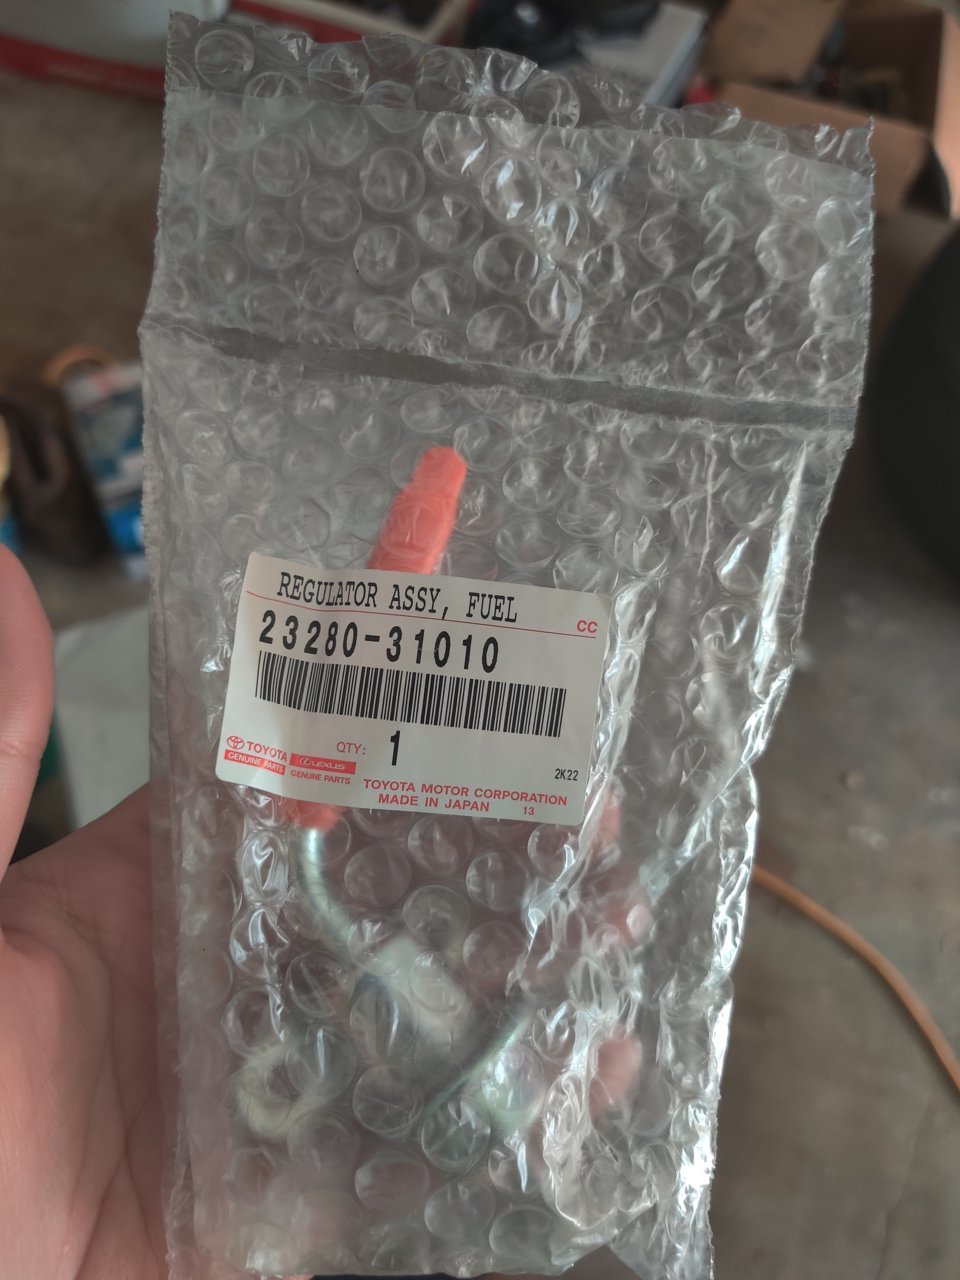 REGULATOR ASSY, FUEL
CC
23280-31010
QTY: 1
TOYOTA
GENUINE PARTS
LEXUS
GENUINE PARTS
2K22
TOYOTA MOTOR CORPORATION
MADE IN JAPAN 13